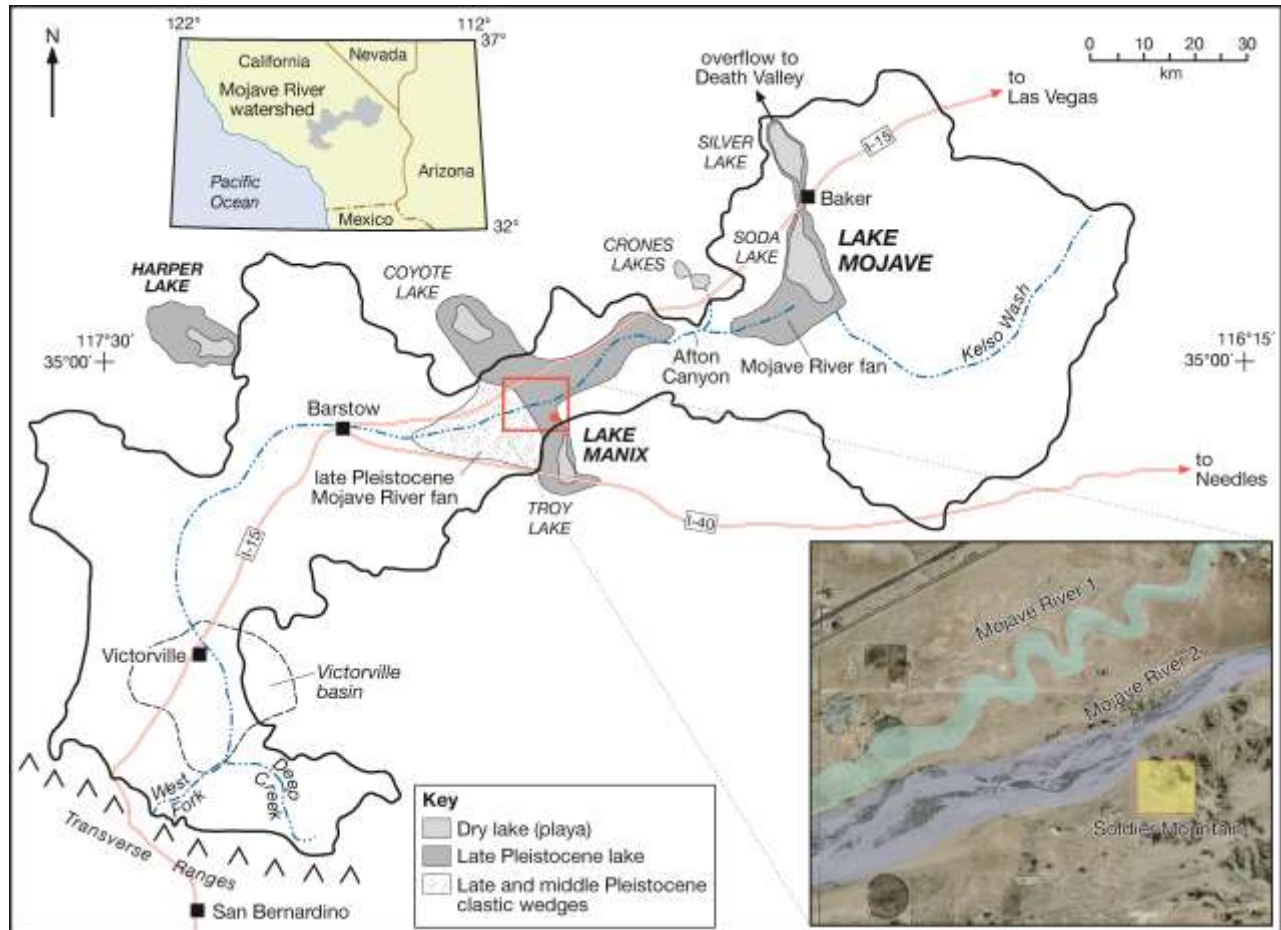 N
122°
112°
37°
California
Nevada
Mojave River
watershed
Arizona
Pacific
Ocean
Mexico
32°
overflow to
Death Valley
0 10 20 30
km
to
Las Vegas
SILVER
LAKE
I-15
Baker
SODA
LAKE
LAKE
MOJAVE
CRONES
LAKES
COYOTE
LAKE
HARPER
LAKE
117°30´
35°00´
Kelso Wash
116°15´
35°00´
Afton
Canyon
Mojave River fan
Barstow
LAKE
MANIX
late Pleistocene
Mojave River fan
TROY
LAKE
to
Needles
I-40
I-15
Victorville
Victorville
basin
West
Fork
Deep
Creek
Transverse
Ranges
San Bernardino
Key
Dry lake (playa)
Late Pleistocene lake
Late and middle Pleistocene
clastic wedges
Mojave River 1
Mojave River 2
Soldier Mountain